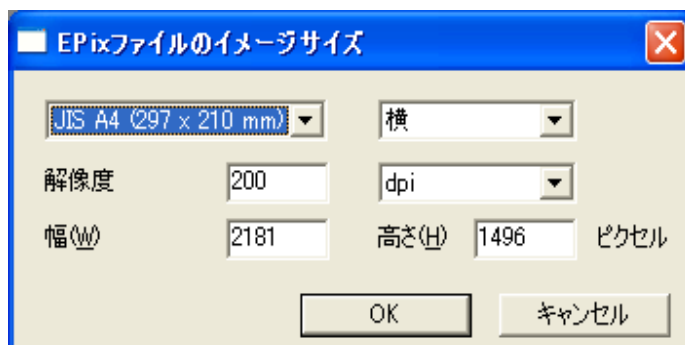 EPixファイルのイメージサイズ
JIS A4 (297 x 210 mm) 横
解像度 200 dpi
幅(W) 2181 高さ(H) 1496 ピクセル
OK キャンセル